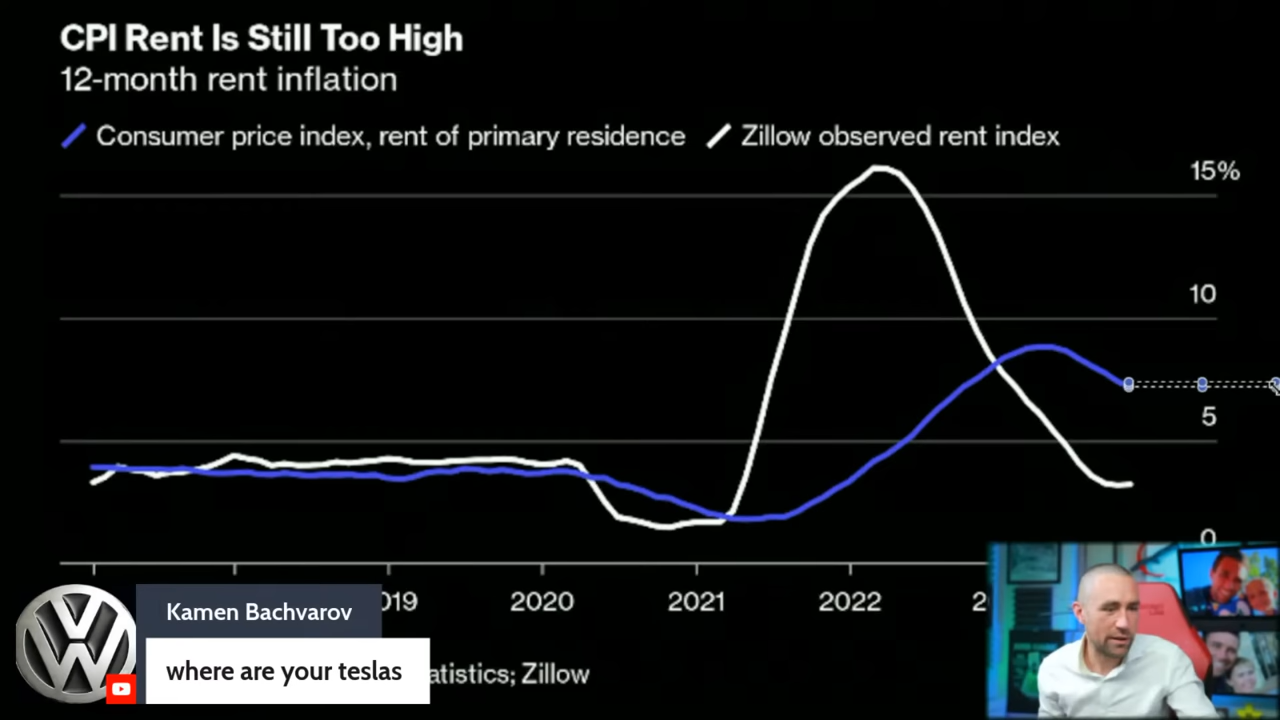 CPI Rent Is Still Too High
12-month rent inflation
Consumer price index, rent of primary residence Zillow observed rent index
15%
10
5
0
2020 2021 2022
Kamen Bachvarov
where are your teslas
Zillow